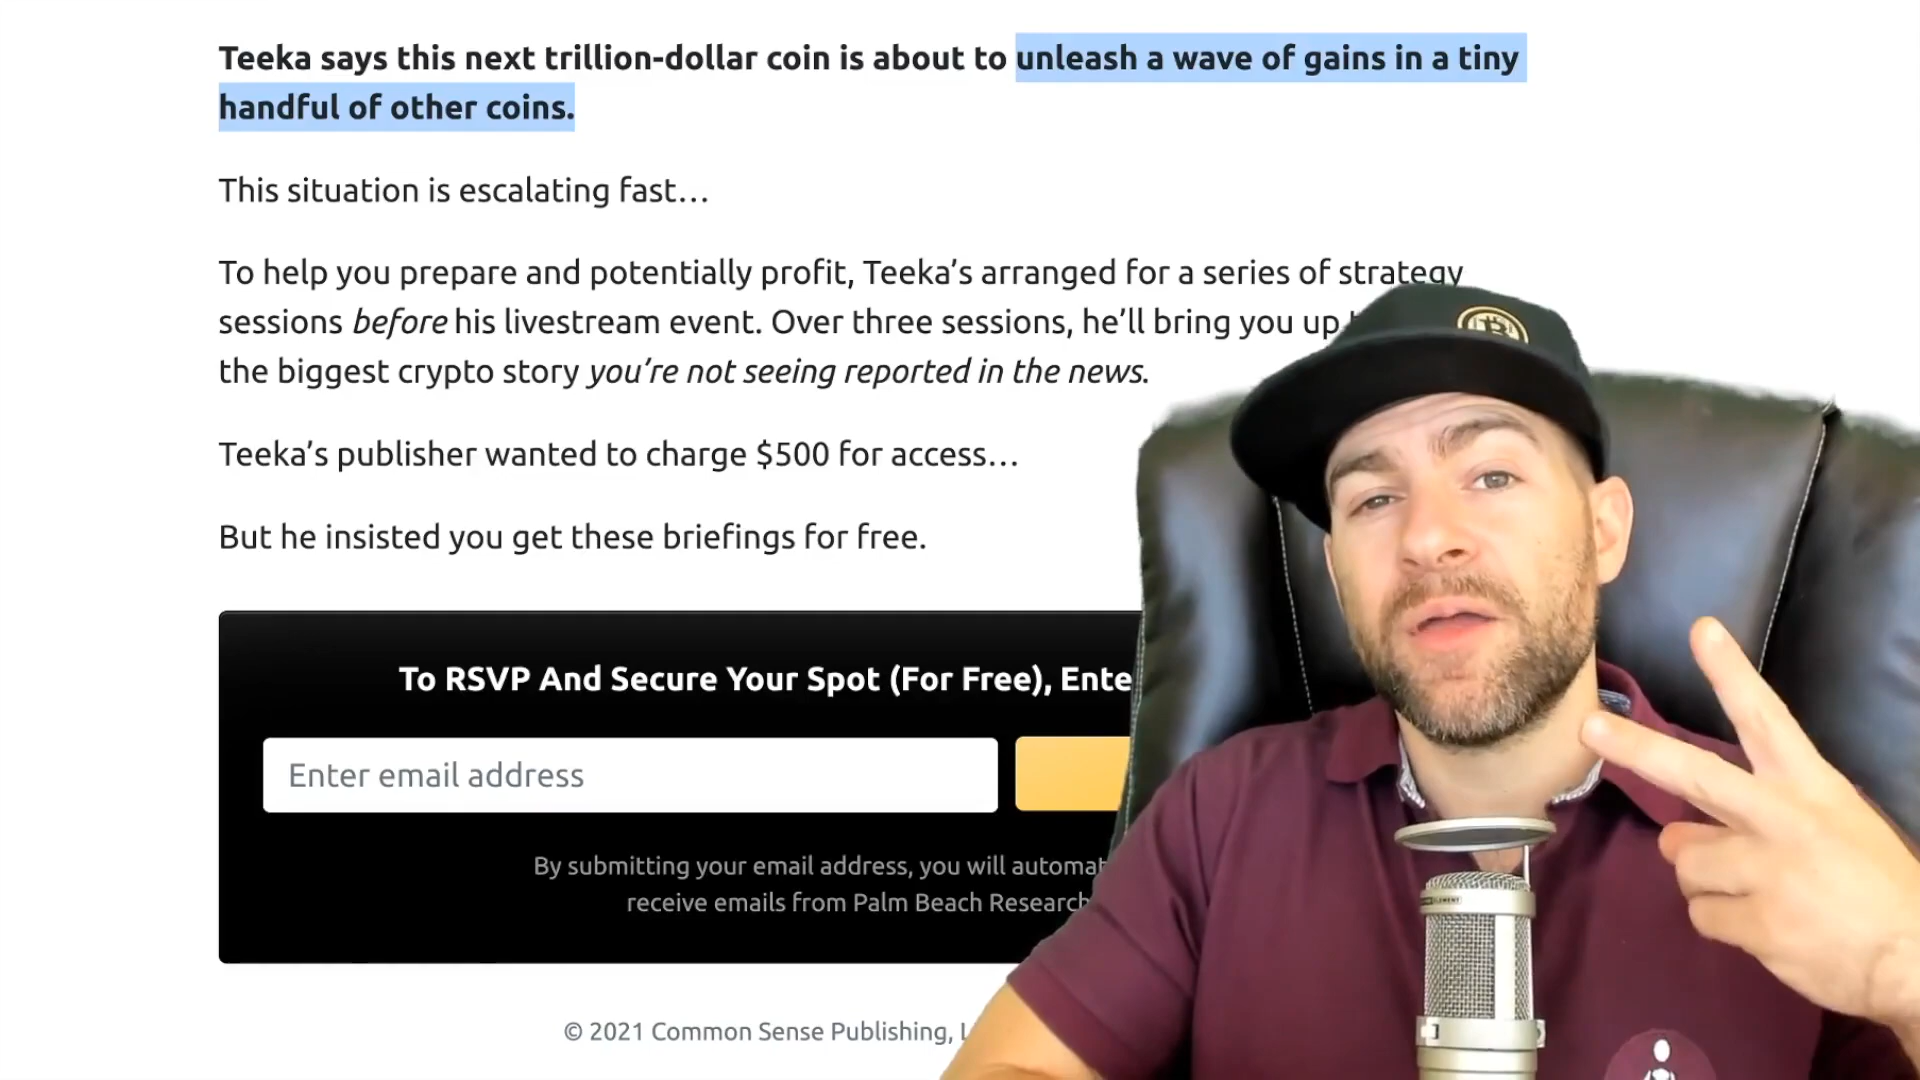 Teeka says this next trillion-dollar coin is about to unleash a wave of gains in a tiny
handful of other coins.
This situation is escalating fast…
To help you prepare and potentially profit, Teeka’s arranged for a series of strategy
sessions before his livestream event. Over three sessions, he’ll bring you up
the biggest crypto story you’re not seeing reported in the news.
Teeka’s publisher wanted to charge $500 for access…
But he insisted you get these briefings for free.
To RSVP And Secure Your Spot (For Free),
Enter email address
By submitting your email address, you will
receive emails from Palm Beach Research
© 2021 Common Sense Publishing,